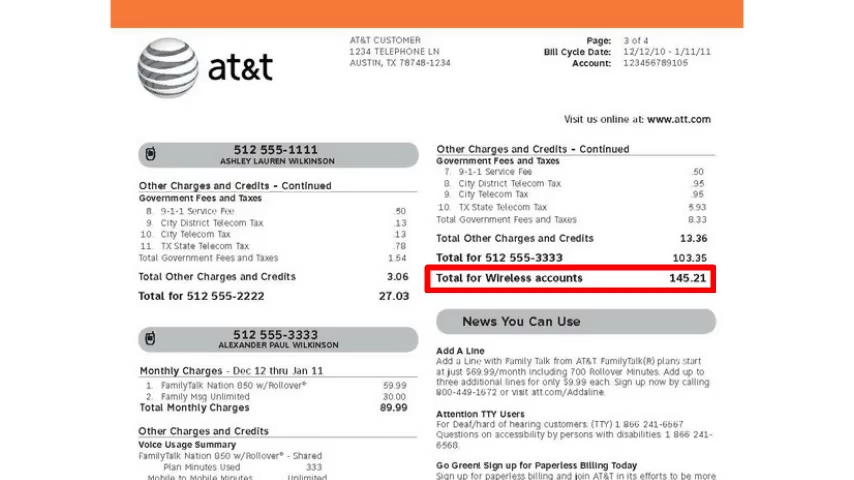 at&t
AT&T CUSTOMER
1234 TELEPHONE LN
AUSTIN, TX 78748-1234
Page: 3 of 4
Bill Cycle Date: 12/12/10 - 1/11/11
Account: 123456789105
Visit us online at: www.att.com
512 555-1111
ASHLEY LAUREN WILKINSON
Other Charges and Credits - Continued
Government Fees and Taxes
8. 9-1-1 Service Fee .50
9. City District Telecom Tax .13
10. City Telecom Tax .13
11. TX State Telecom Tax .78
Total Government Fees and Taxes 1.54
Total Other Charges and Credits 3.06
Total for 512 555-2222 27.03
512 555-3333
ALEXANDER PAUL WILKINSON
Monthly Charges - Dec 12 thru Jan 11
1. FamilyTalk Nation 850 w/Rollover® 59.99
2. Family Msg Unlimited 30.00
Total Monthly Charges 89.99
Other Charges and Credits
Voice Usage Summary
FamilyTalk Nation 850 w/Rollover® - Shared
Plan Minutes Used 333
Mobile to Mobile Minutes Unlimited
Other Charges and Credits - Continued
Government Fees and Taxes
7. 9-1-1 Service Fee .50
8. City District Telecom Tax .95
9. City Telecom Tax .95
10. TX State Telecom Tax 5.93
Total Government Fees and Taxes 8.33
Total Other Charges and Credits 13.36
Total for 512 555-3333 103.35
Total for Wireless accounts 145.21
News You Can Use
Add A Line
Add a Line with Family Talk from AT&T. FamilyTalk(R) plans start
at just $69.99/month including 700 Rollover Minutes. Add up to
three additional lines for only $9.99 each. Sign up now by calling
800-449-1672 or visit att.com/Addaline.
Attention TTY Users
For Deaf/hard of hearing customers: (TTY) 1 866 241-6567
Questions on accessibility by persons with disabilities: 1 866 241-
6568.
Go Green! Sign up for Paperless Billing Today
Sign up for paperless billing and join AT&T in its efforts to be more